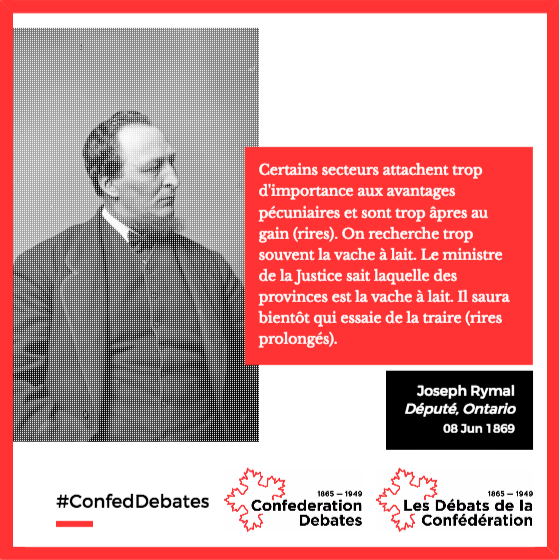 Certains secteurs attachent trop
d'importance aux avantages
pécuniaires et sont trop âpres au
gain (rires). On recherche trop
souvent la vache à lait. Le ministre
de la Justice sait laquelle des
provinces est la vache à lait. Il saura
bientôt qui essaie de la traire (rires
prolongés).
Joseph Rymal
Député, Ontario
08 Jun 1869
#ConfedDebates
1865 — 1949
Confederation
Debates
1865 — 1949
Les Débats de la
Confédération